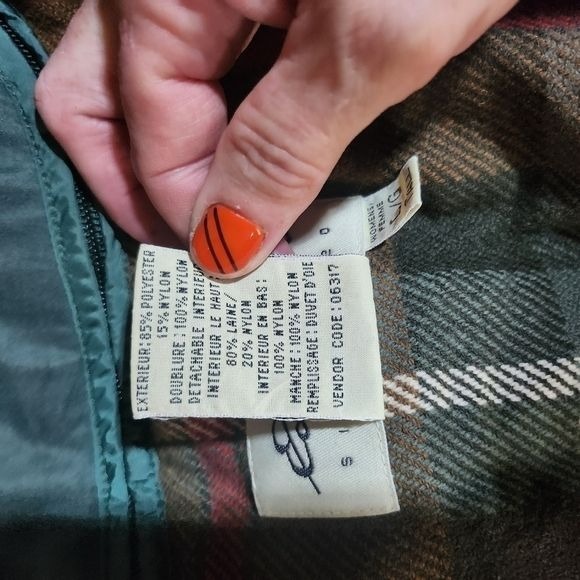 EXTERIEUR: 85% POLYESTER
15% NYLON
DOUBLURE: 100% NYLON
DETACHABLE INTERIEUR
INTERIEUR LE HAUT
80% LAINE/
20% NYLON
INTERIEUR EN BAS:
100% NYLON
MANCHE: 100% NYLON
REMPLISSAGE: DUVET D'OIE
VENDOR CODE: 06317
WOMENS/
FEMME
L/G